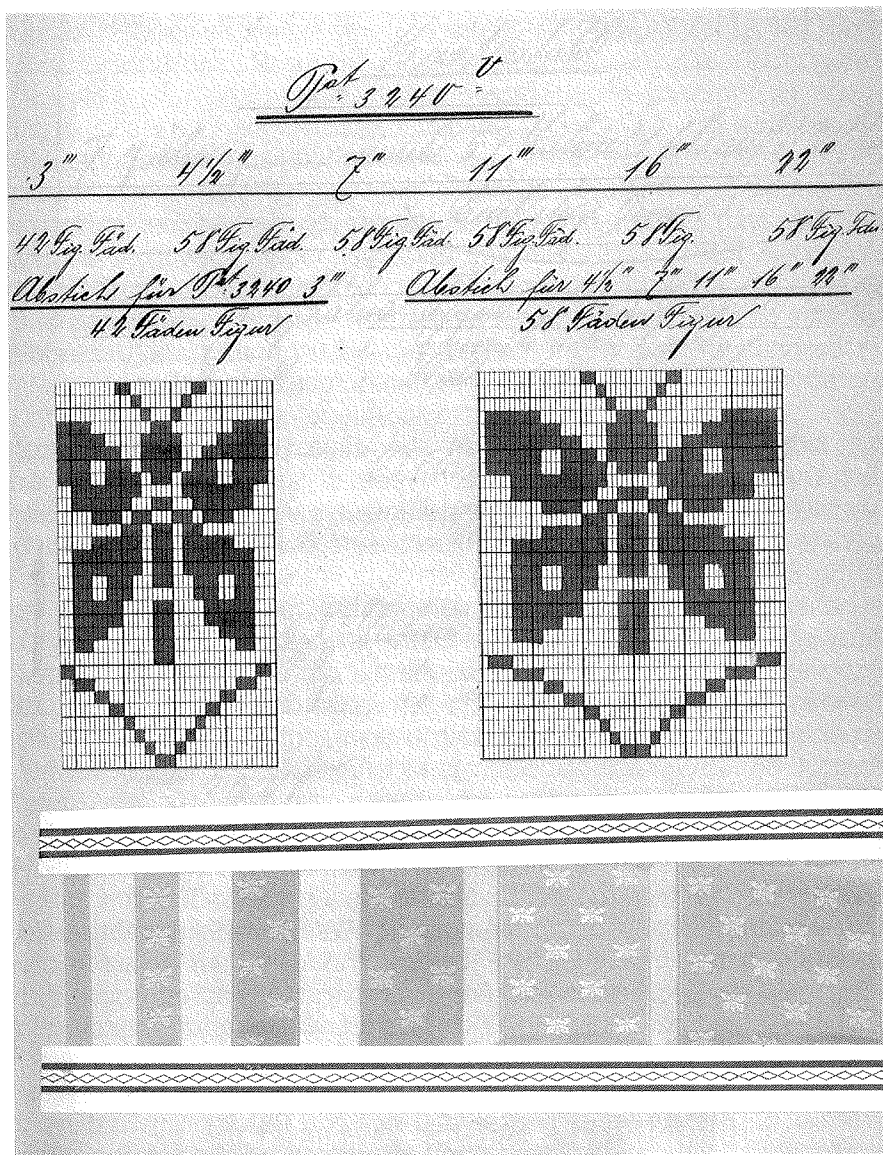 Pat. 3240 v
3''' 4½''' 7''' 11''' 16''' 22'''
42 Fig. Fäd. 58 Fig. Fäd. 58 Fig Fäd. 58 Fig Fäd. 58 Fig. 58 Fig. Fdn
Abstich für Pat. 3240 3''' Abstich für 4½''' 7''' 11''' 16''' 22'''
42 Fäden Figur 58 Fäden Figur